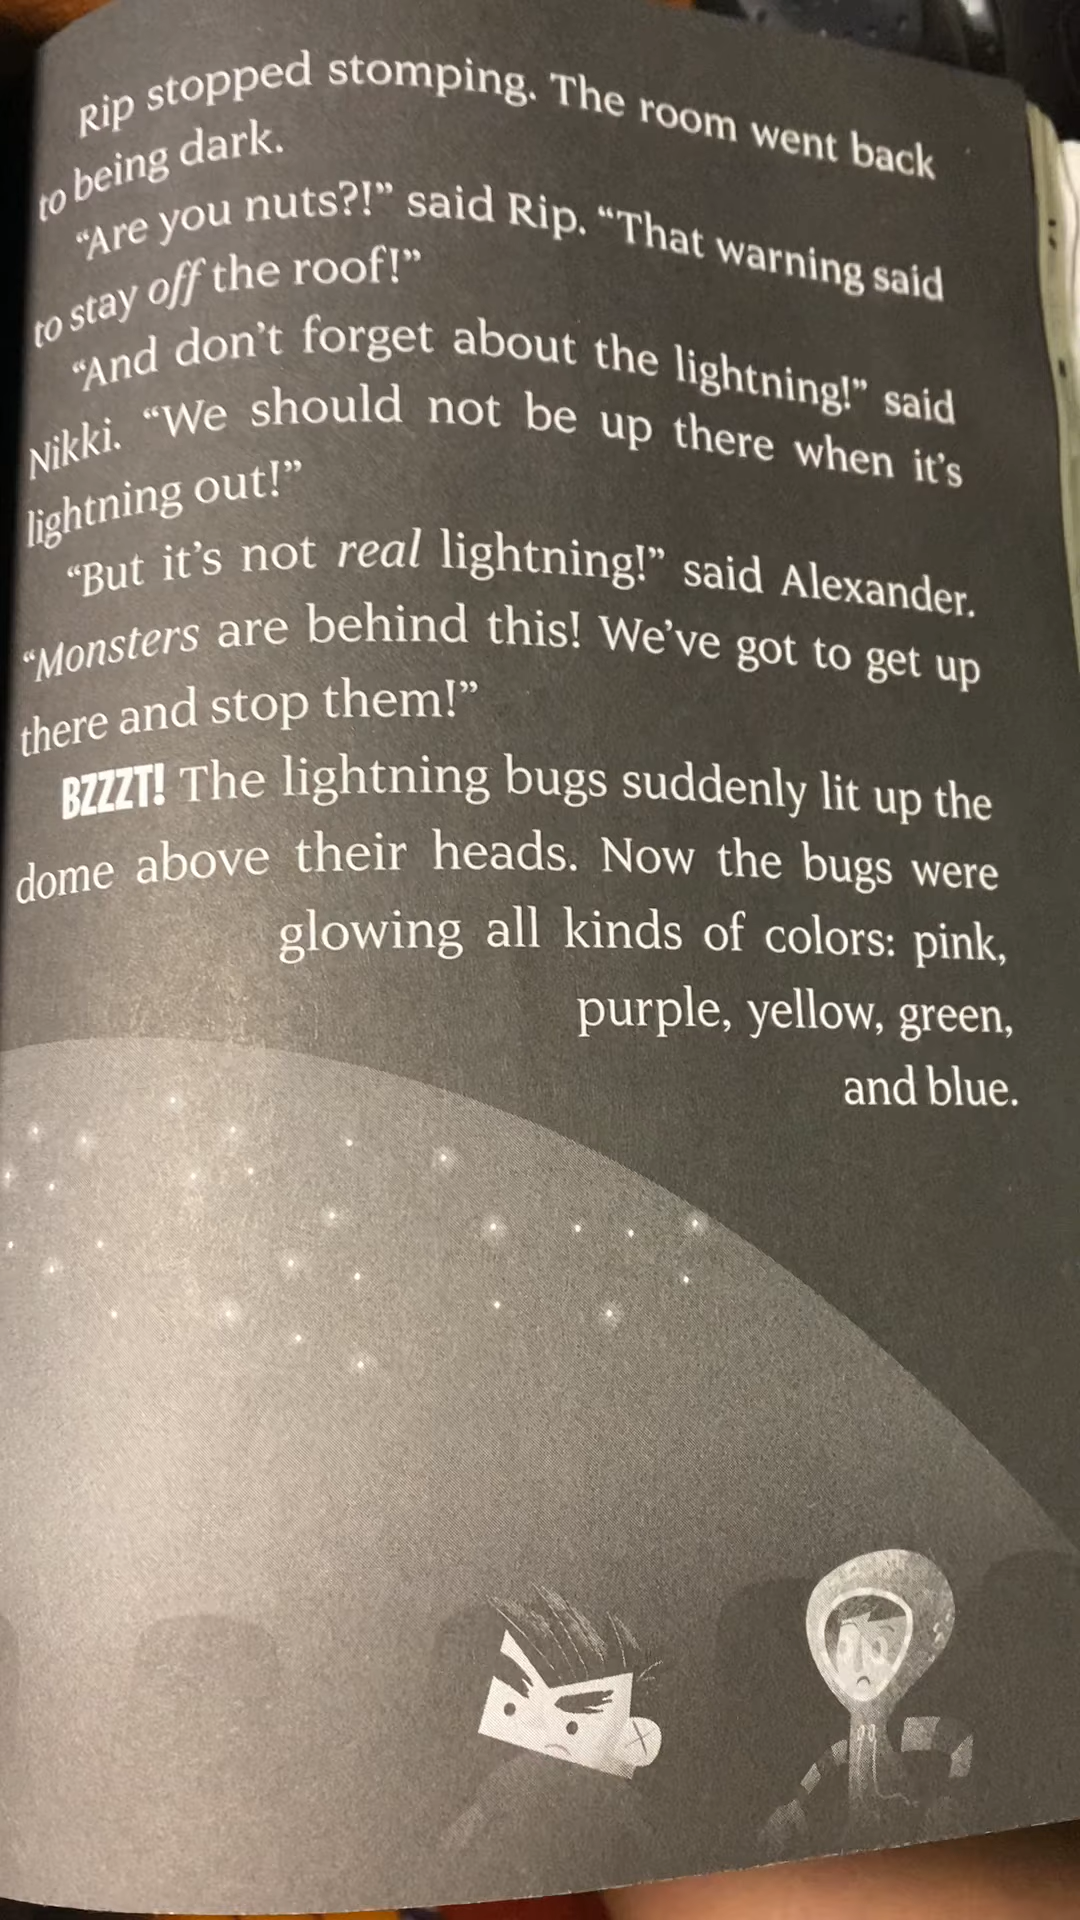 Rip stopped stomping. The room went back
to being dark.
“Are you nuts?!” said Rip. “That warning said
to stay off the roof!”
“And don’t forget about the lightning!” said
Nikki. “We should not be up there when it’s
lightning out!”
“But it’s not real lightning!” said Alexander.
“Monsters are behind this! We’ve got to get up
there and stop them!”
BZZZT! The lightning bugs suddenly lit up the
dome above their heads. Now the bugs were
glowing all kinds of colors: pink,
purple, yellow, green,
and blue.